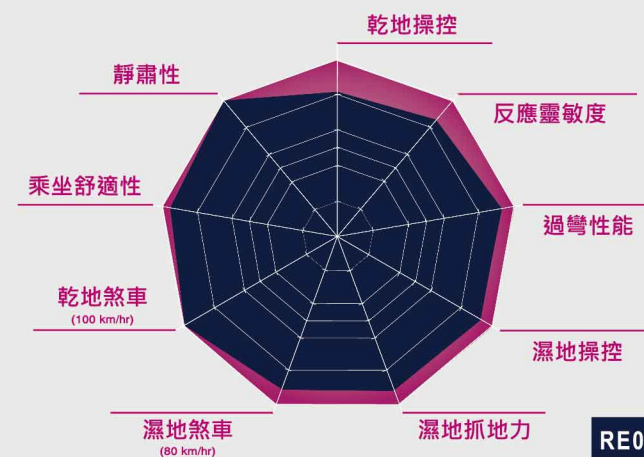 乾地操控
靜肅性
反應靈敏度
乘坐舒適性
過彎性能
乾地煞車
(100 km/hr)
濕地操控
濕地煞車
(80 km/hr)
濕地抓地力
RE0